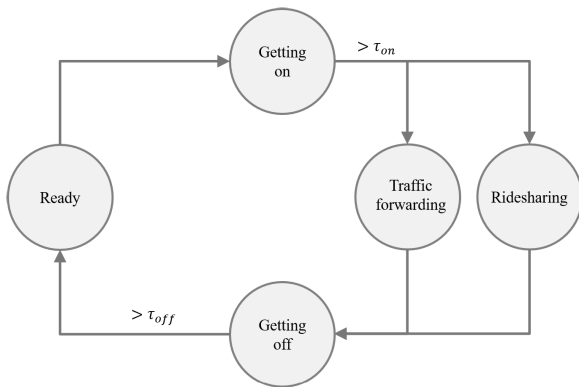 Getting
on
> τ_on
Ready
Traffic
forwarding
Ridesharing
> τ_off
Getting
off